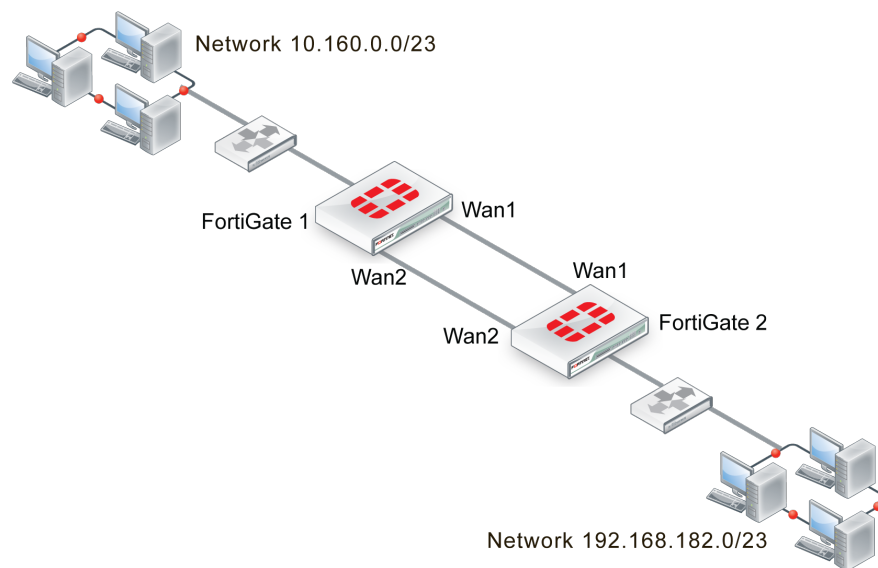 Network 10.160.0.0/23
FortiGate 1
Wan1
Wan2
Wan1
Wan2
FortiGate 2
Network 192.168.182.0/23